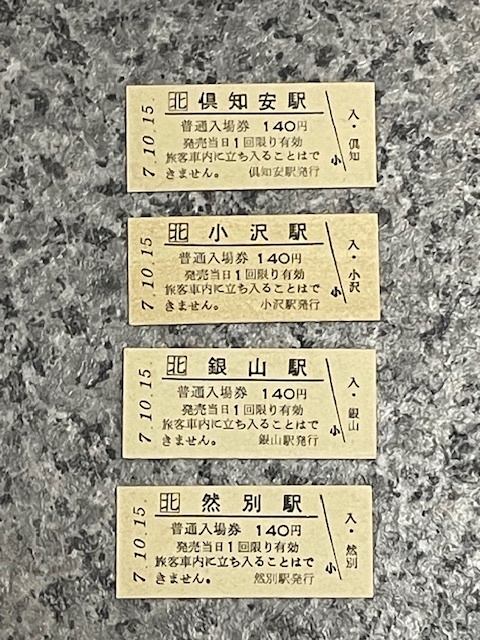 7.10.15.
北 倶知安駅
普通入場券 140円
発売当日1回限り有効
旅客車内に立ち入ることはで
きません。 倶知安駅発行
小
入・倶知
7.10.15.
北 小沢駅
普通入場券 140円
発売当日1回限り有効
旅客車内に立ち入ることはで
きません。 小沢駅発行
小
入・小沢
7.10.15.
北 銀山駅
普通入場券 140円
発売当日1回限り有効
旅客車内に立ち入ることはで
きません。 銀山駅発行
小
入・銀山
7.10.15.
北 然別駅
普通入場券 140円
発売当日1回限り有効
旅客車内に立ち入ることはで
きません。 然別駅発行
小
入・然別